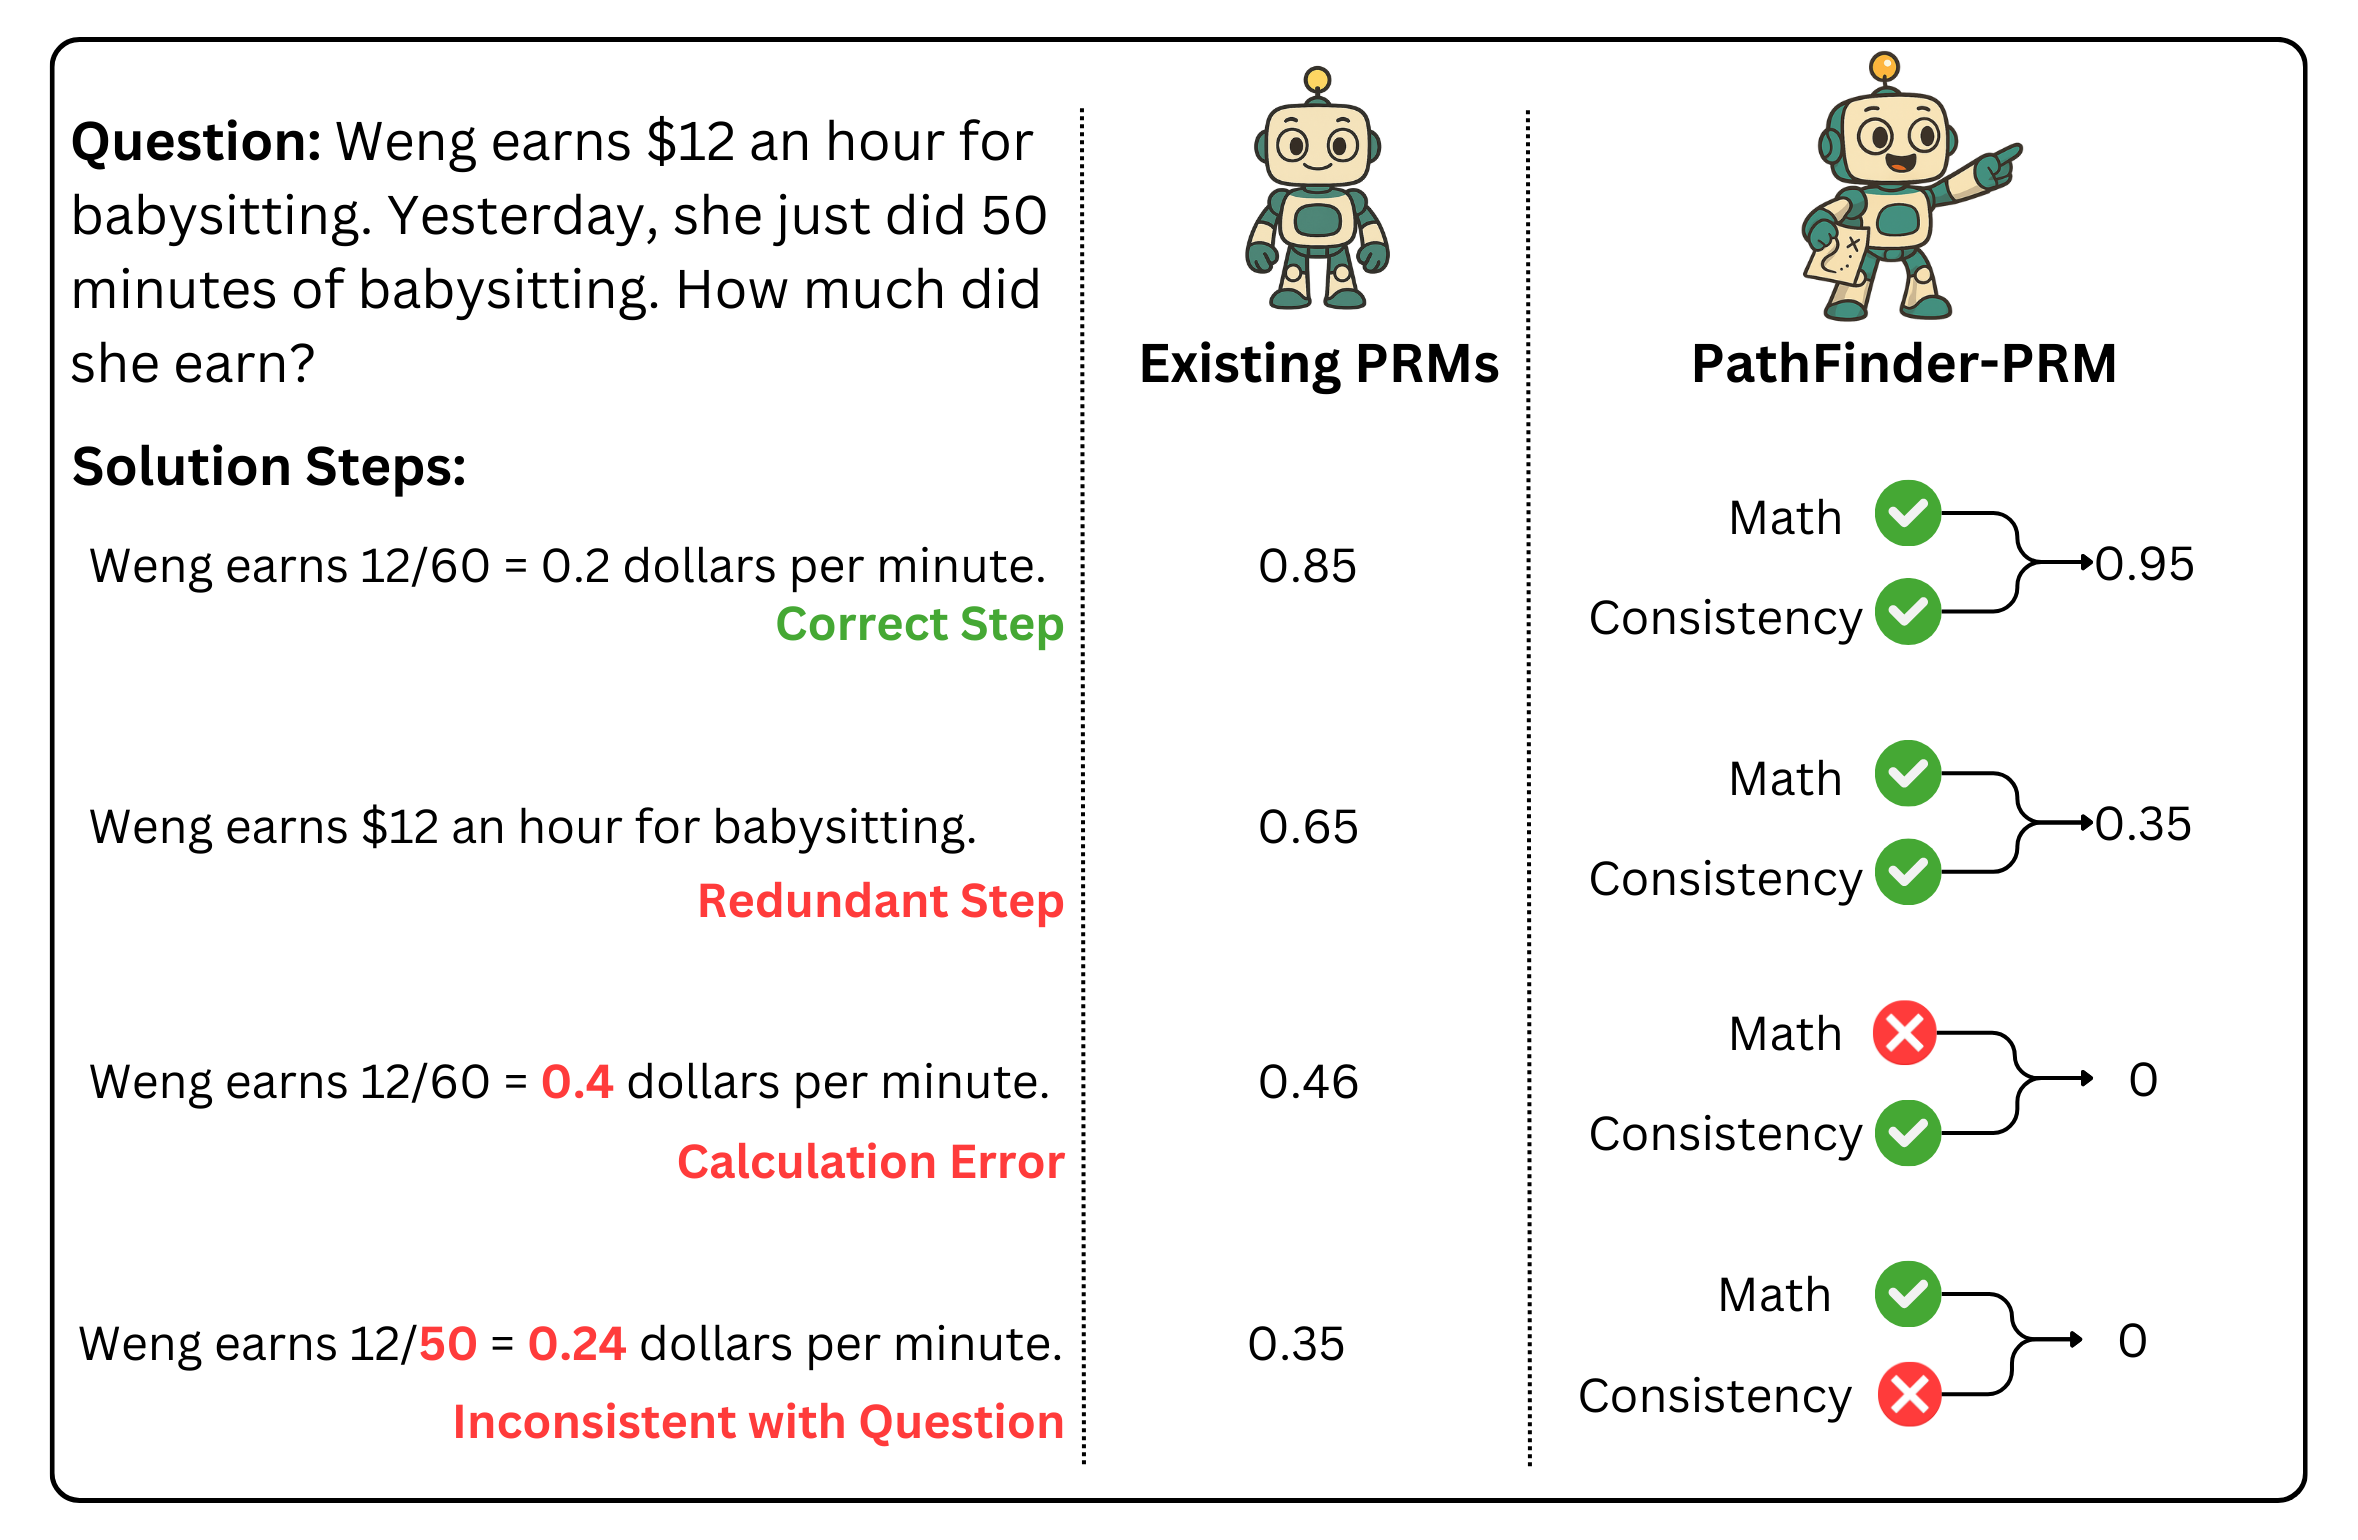 Question: Weng earns $12 an hour for
babysitting. Yesterday, she just did 50
minutes of babysitting. How much did
she earn?
Existing PRMs
PathFinder-PRM
Solution Steps:
Weng earns 12/60 = 0.2 dollars per minute.
Correct Step
0.85
Math
Consistency
0.95
Weng earns $12 an hour for babysitting.
Redundant Step
0.65
Math
Consistency
0.35
Weng earns 12/60 = 0.4 dollars per minute.
Calculation Error
0.46
Math
Consistency
0
Weng earns 12/50 = 0.24 dollars per minute.
Inconsistent with Question
0.35
Math
Consistency
0